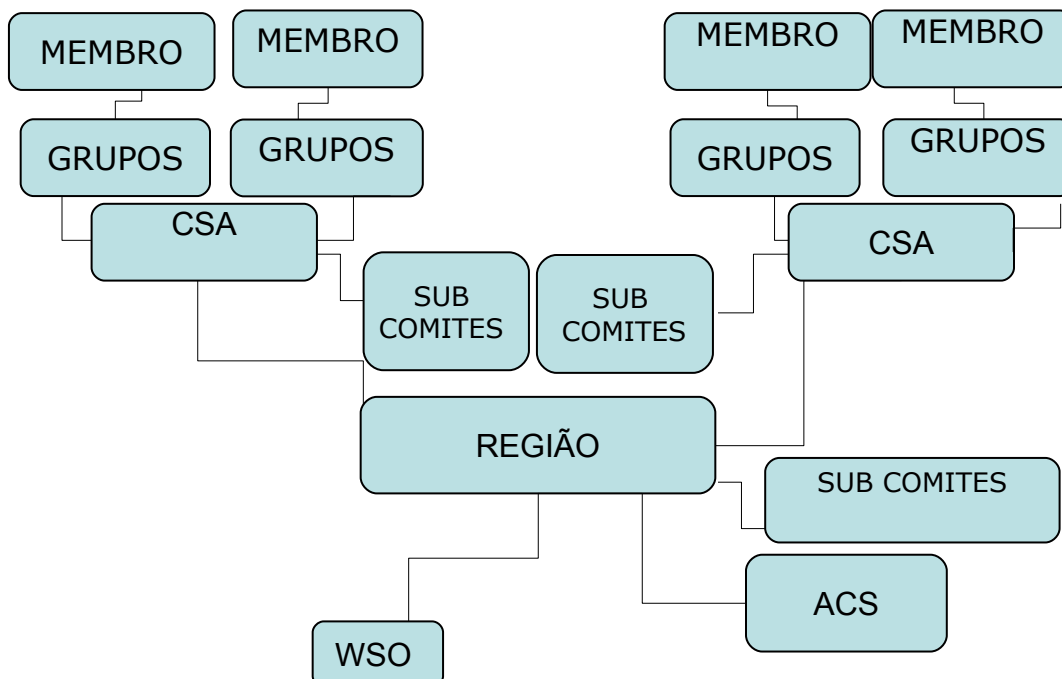 MEMBRO
MEMBRO
MEMBRO
MEMBRO
GRUPOS
GRUPOS
GRUPOS
GRUPOS
CSA
CSA
SUB
COMITES
SUB
COMITES
REGIÃO
SUB COMITES
ACS
WSO